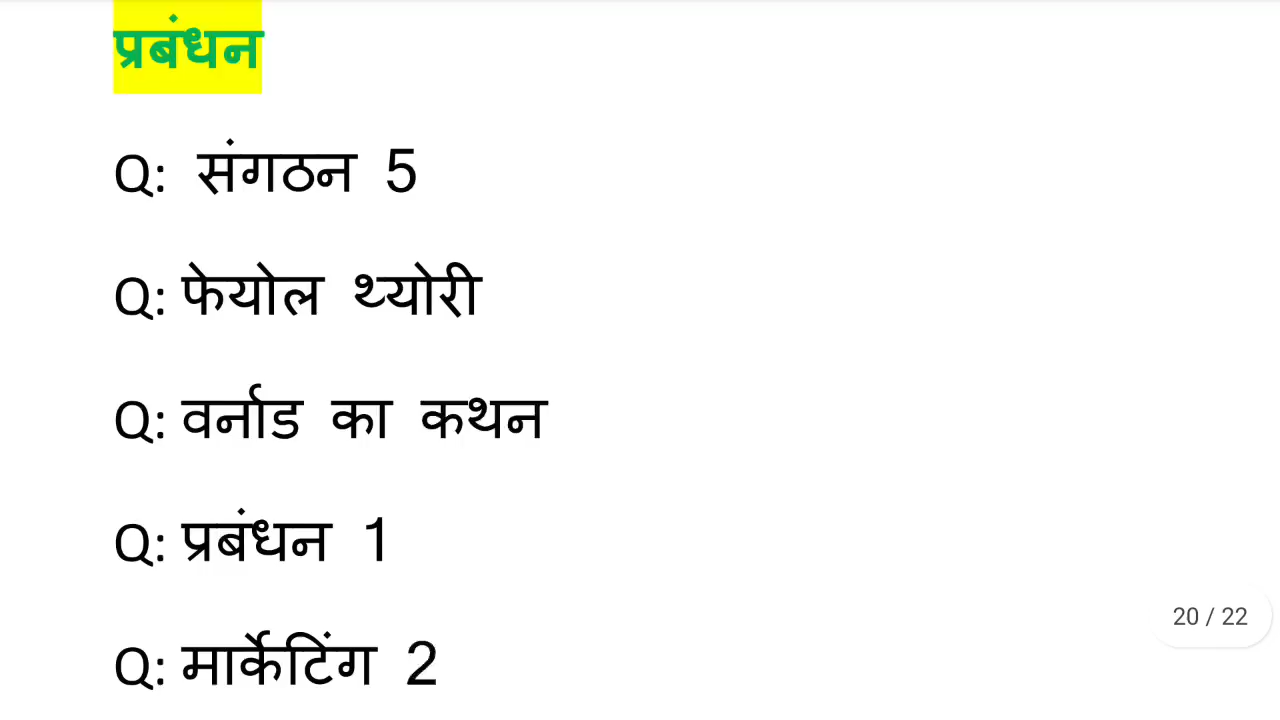 प्रबंधन
Q: संगठन 5
Q: फेयोल थ्योरी
Q: वर्नाड का कथन
Q: प्रबंधन 1
Q: मार्केटिंग 2
20 / 22